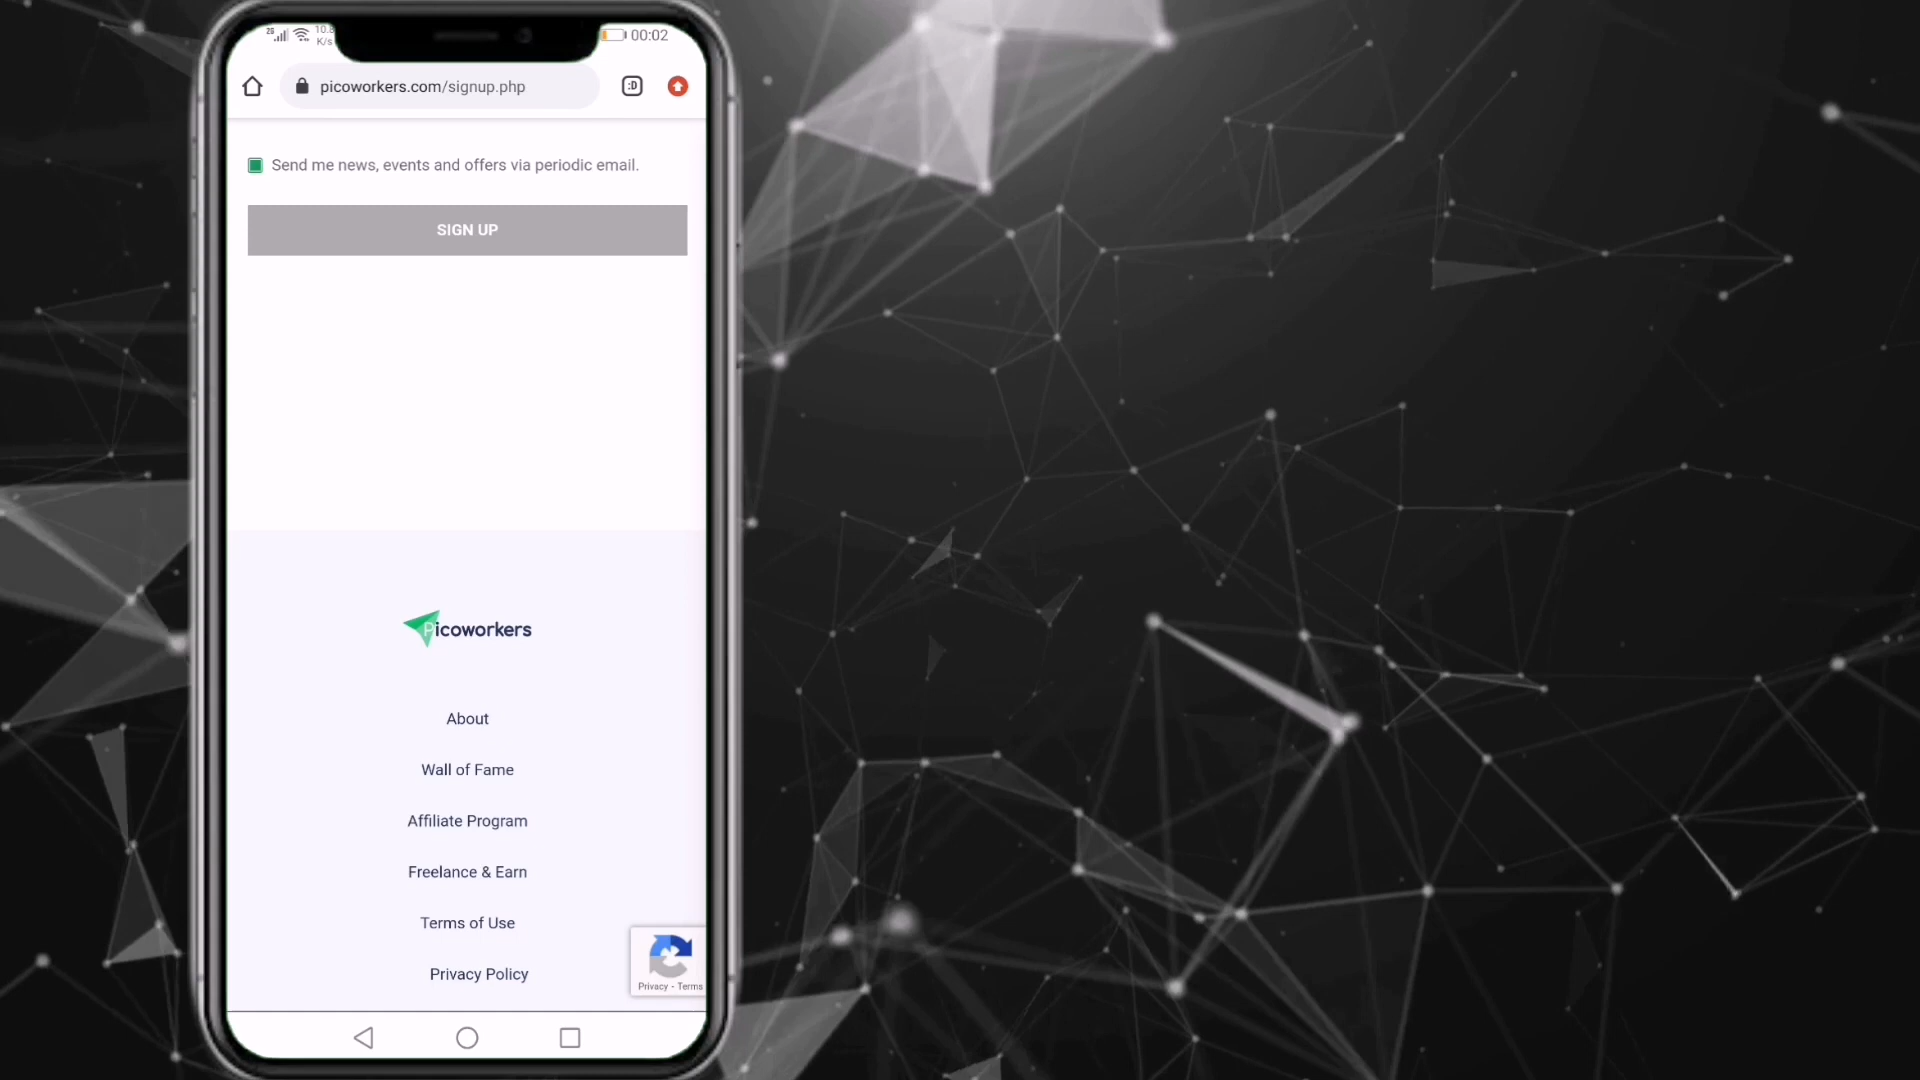 2G
10.8
K/s
00:02
picoworkers.com/signup.php
:D
Send me news, events and offers via periodic email.
SIGN UP
Picoworkers
About
Wall of Fame
Affiliate Program
Freelance & Earn
Terms of Use
Privacy Policy
Privacy - Terms